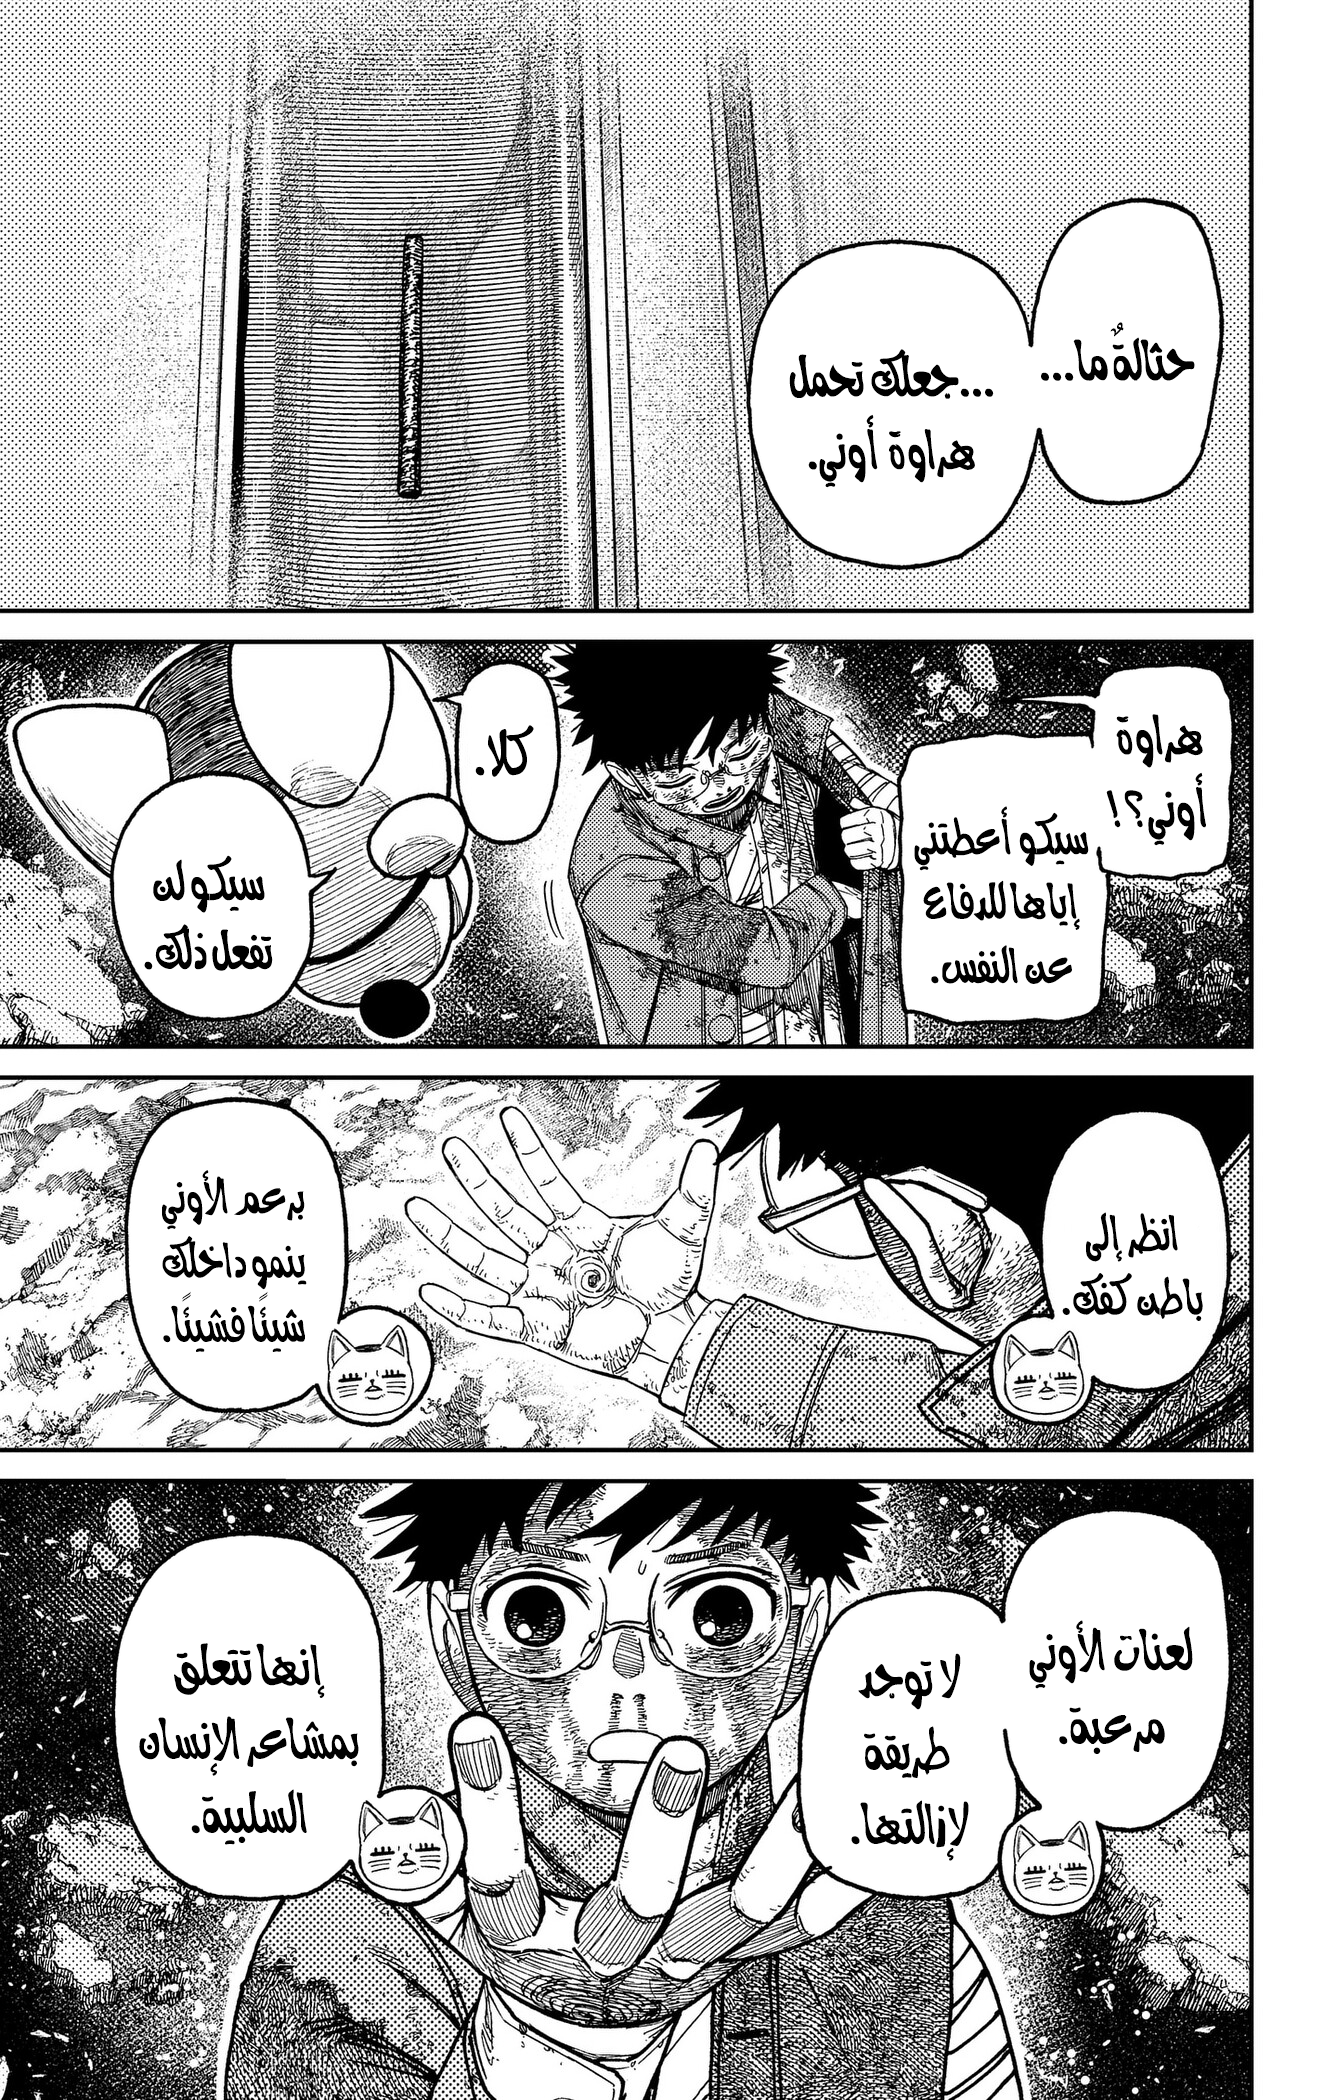 حثالةٌ ما...
...جعلك تحمل
هراوة أوني.
هراوة
أوني؟!
سيكو أعطتني
إياها للدفاع
عن النفس.
كلا.
سيكو لن
تفعل ذلك.
انظر إلى
باطن كفك.
برعم الأوني
ينمو داخلك
شيئًا فشيئًا.
لعنات الأوني
مرعبة.
لا توجد
طريقة
لإزالتها.
إنها تتعلق
بمشاعر الإنسان
السلبية.